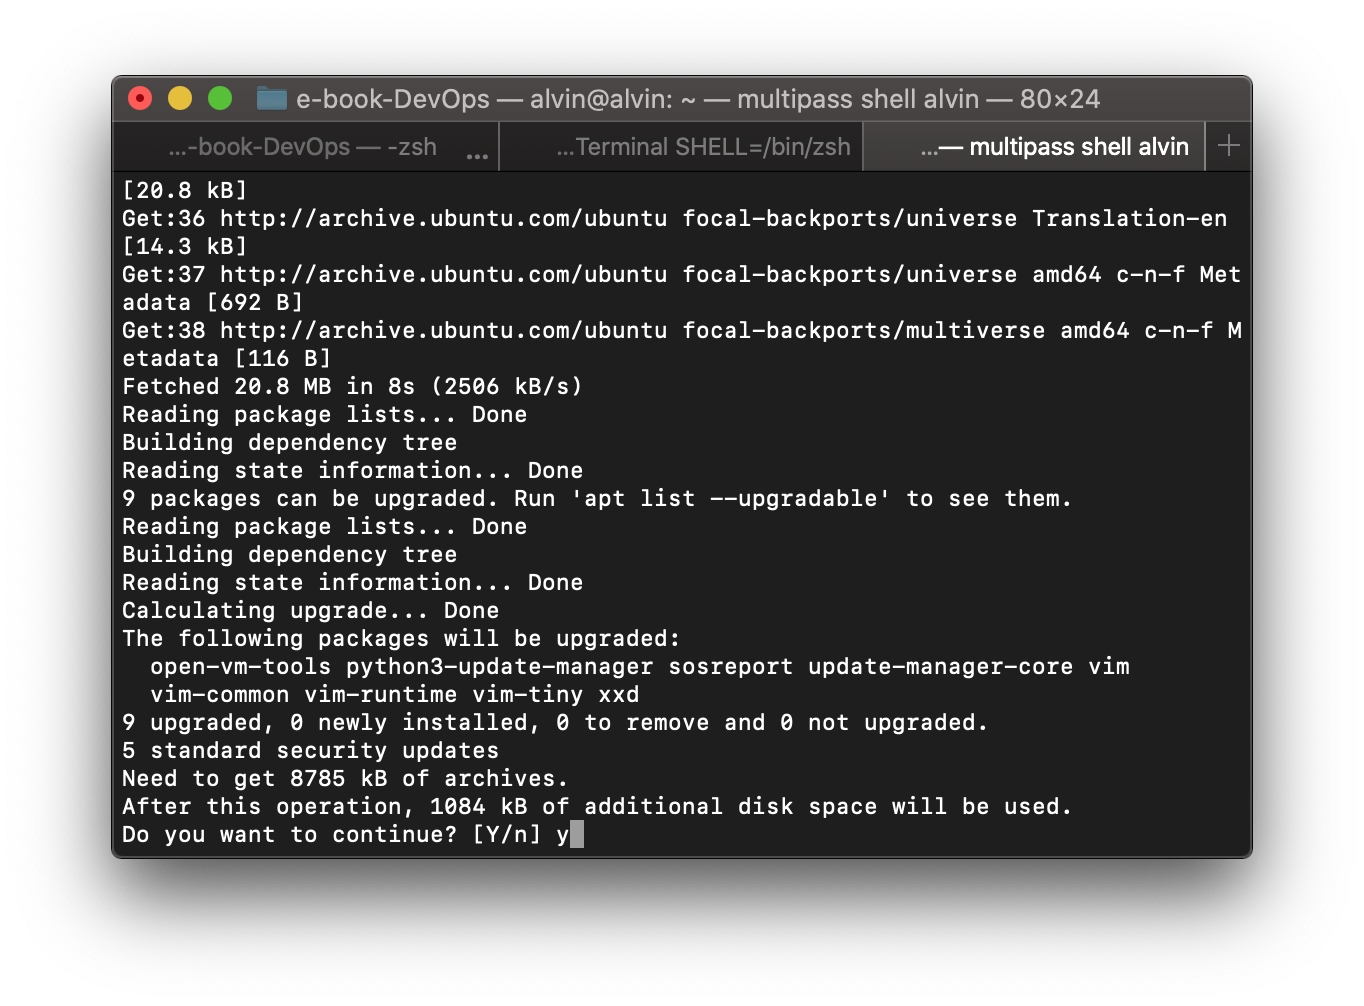 e-book-DevOps — alvin@alvin: ~ — multipass shell alvin — 80×24
...-book-DevOps — -zsh ... ...Terminal SHELL=/bin/zsh ...— multipass shell alvin +
[20.8 kB]
Get:36 http://archive.ubuntu.com/ubuntu focal-backports/universe Translation-en
[14.3 kB]
Get:37 http://archive.ubuntu.com/ubuntu focal-backports/universe amd64 c-n-f Met
adata [692 B]
Get:38 http://archive.ubuntu.com/ubuntu focal-backports/multiverse amd64 c-n-f M
etadata [116 B]
Fetched 20.8 MB in 8s (2506 kB/s)
Reading package lists... Done
Building dependency tree
Reading state information... Done
9 packages can be upgraded. Run 'apt list --upgradable' to see them.
Reading package lists... Done
Building dependency tree
Reading state information... Done
Calculating upgrade... Done
The following packages will be upgraded:
  open-vm-tools python3-update-manager sosreport update-manager-core vim
  vim-common vim-runtime vim-tiny xxd
9 upgraded, 0 newly installed, 0 to remove and 0 not upgraded.
5 standard security updates
Need to get 8785 kB of archives.
After this operation, 1084 kB of additional disk space will be used.
Do you want to continue? [Y/n] y